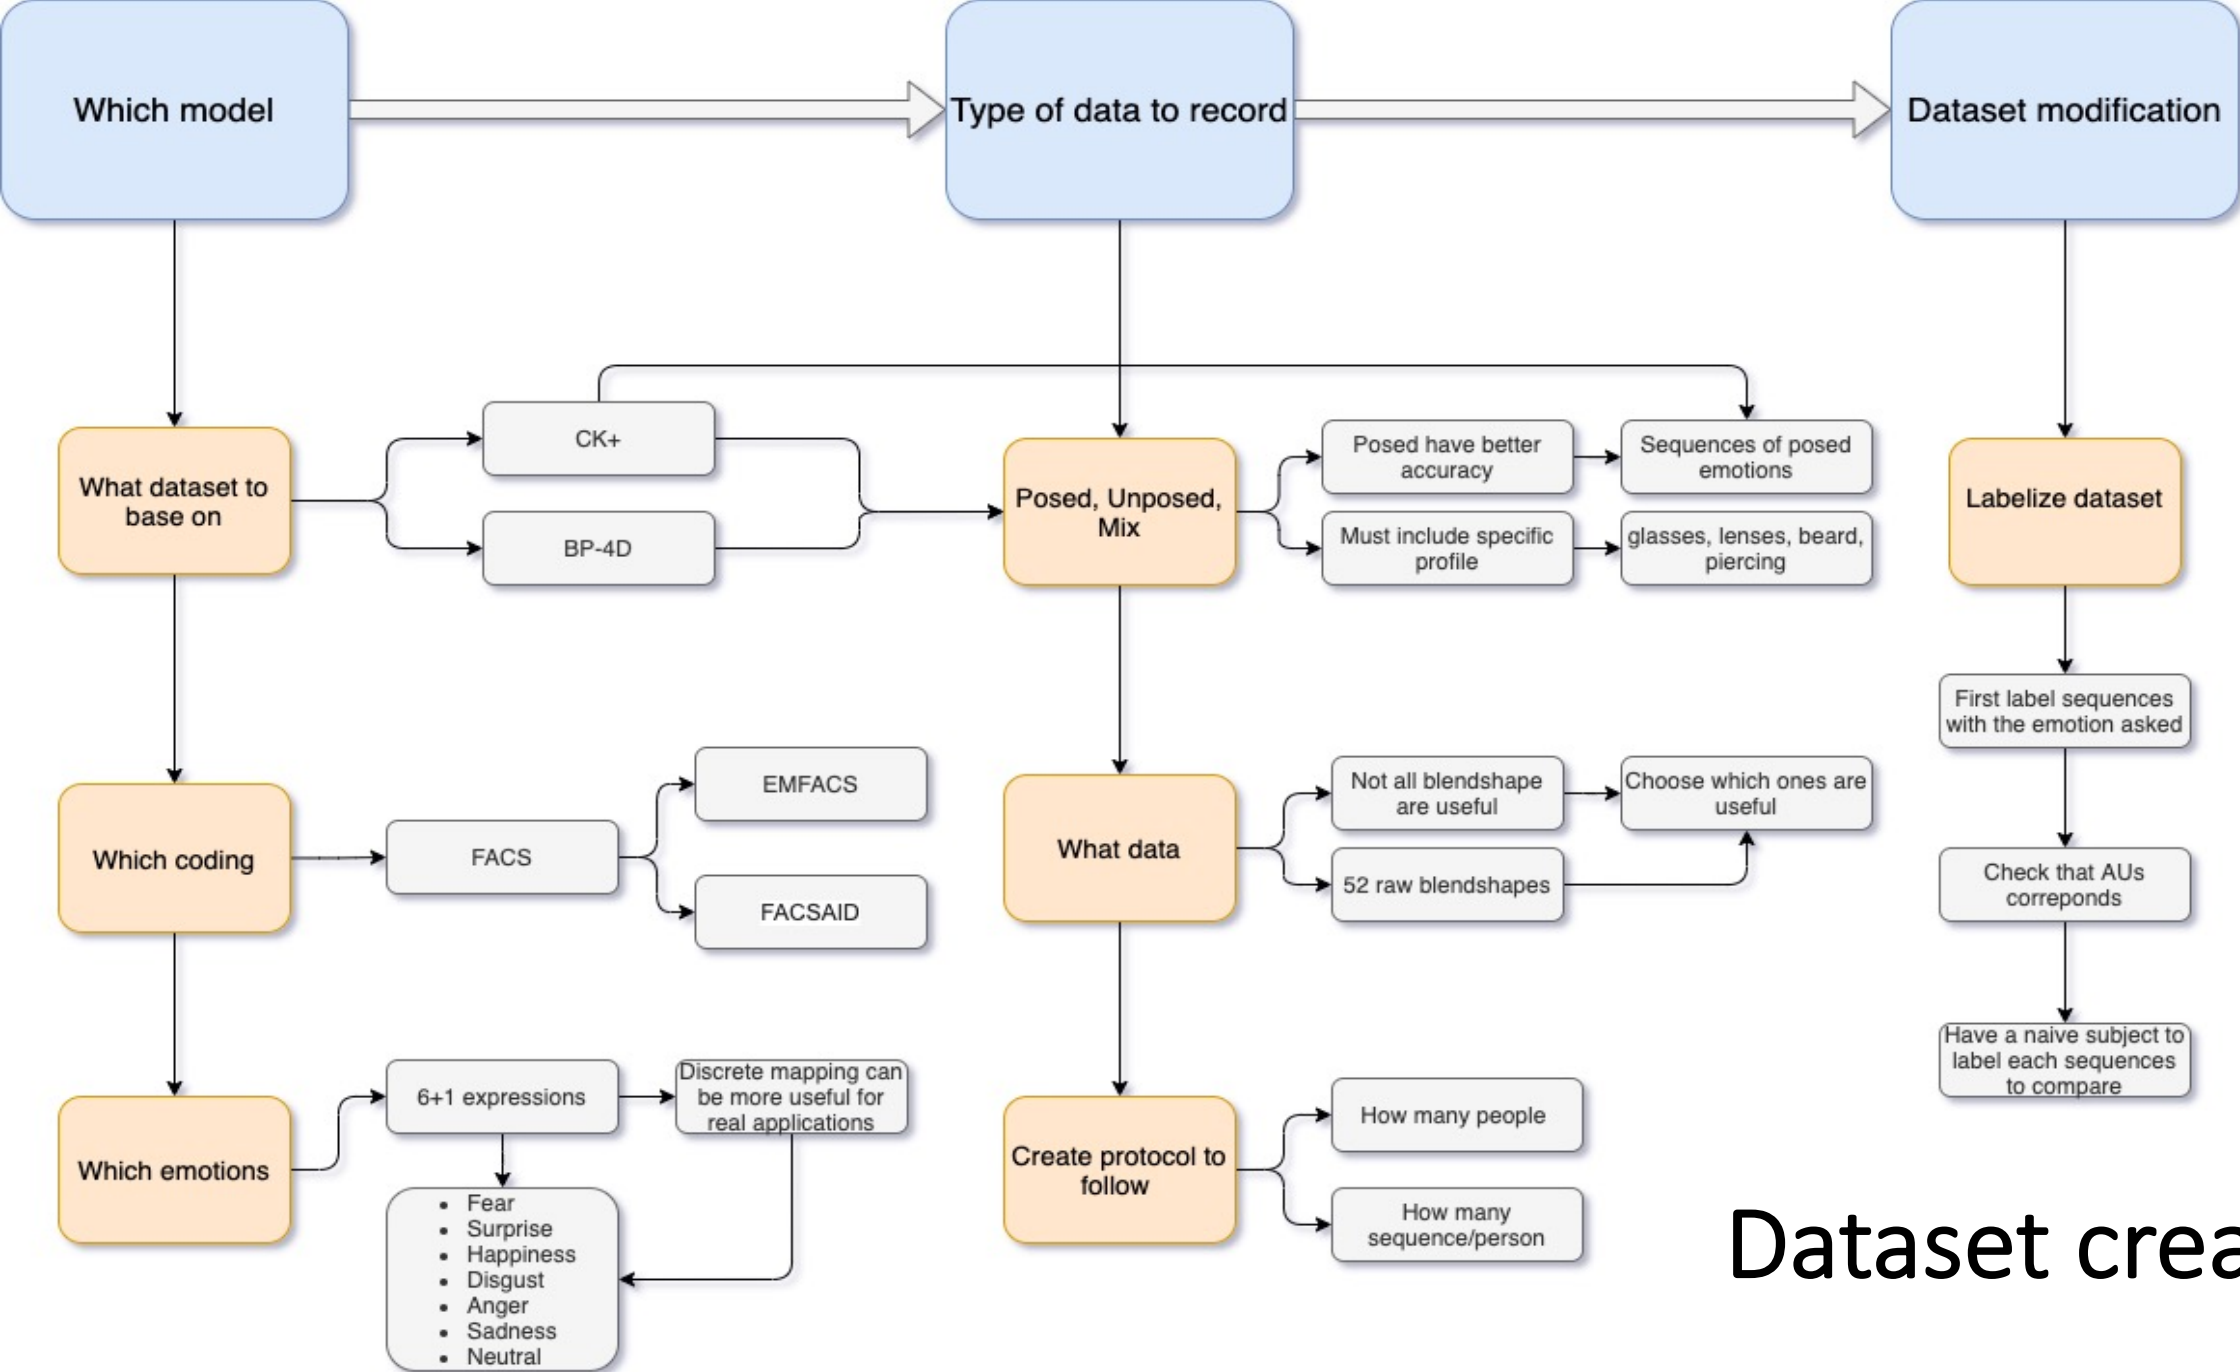 Which model
Type of data to record
Dataset modification
What dataset to
base on
CK+
BP-4D
Posed, Unposed,
Mix
Posed have better
accuracy
Sequences of posed
emotions
Must include specific
profile
glasses, lenses, beard,
piercing
Labelize dataset
First label sequences
with the emotion asked
Check that AUs
correponds
Have a naive subject to
label each sequences
to compare
Which coding
FACS
EMFACS
FACSAID
What data
Not all blendshape
are useful
Choose which ones are
useful
52 raw blendshapes
Which emotions
6+1 expressions
Discrete mapping can
be more useful for
real applications
• Fear
• Surprise
• Happiness
• Disgust
• Anger
• Sadness
• Neutral
Create protocol to
follow
How many people
How many
sequence/person
Dataset crea